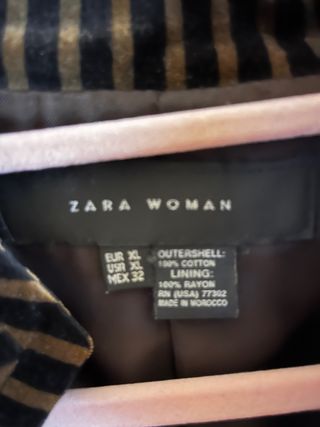 ZARA WOMAN
EUR XL
USA XL
MEX 32
OUTERSHELL:
100% COTTON
LINING:
100% RAYON
RN (USA) 77302
MADE IN MOROCCO